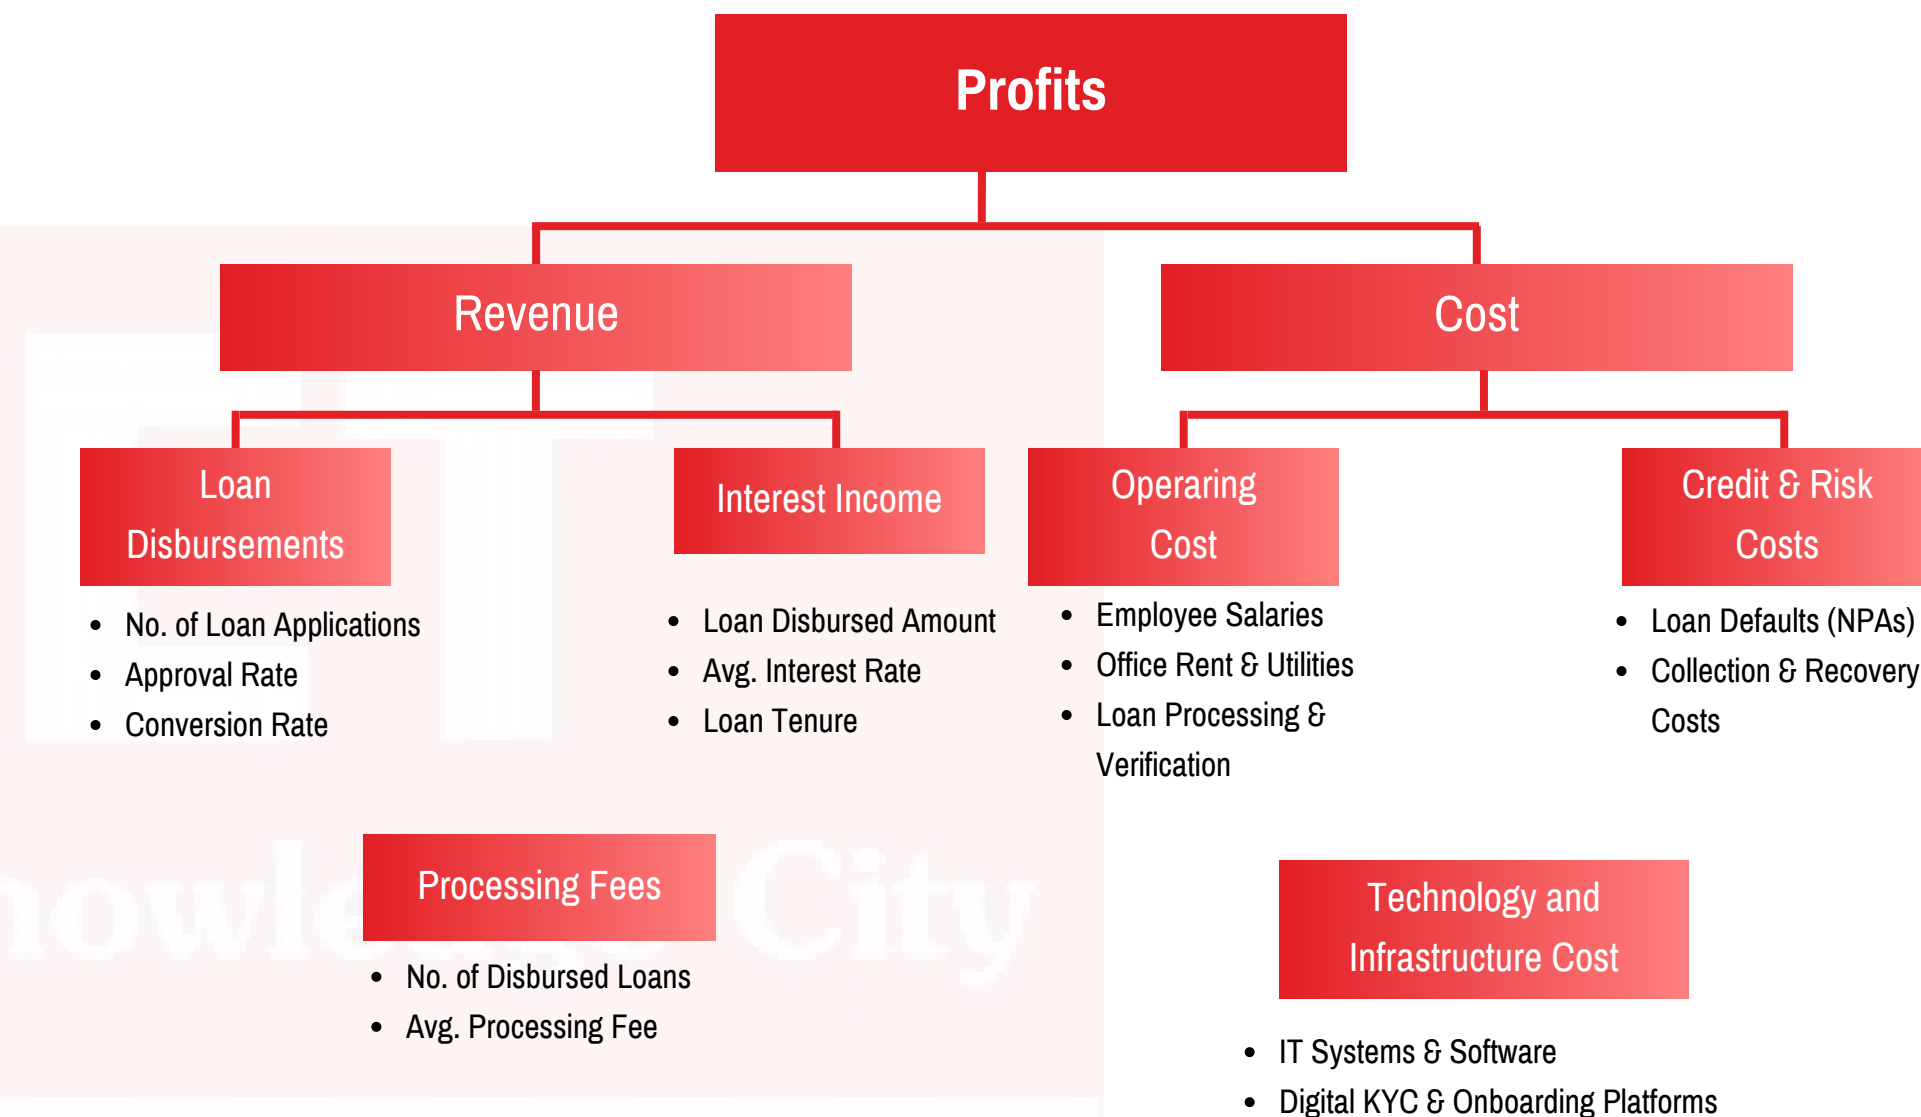 Profits
Revenue
Cost
Loan
Disbursements
Interest Income
Operaring
Cost
Credit & Risk
Costs
• No. of Loan Applications
• Approval Rate
• Conversion Rate
• Loan Disbursed Amount
• Avg. Interest Rate
• Loan Tenure
• Employee Salaries
• Office Rent & Utilities
• Loan Processing &
Verification
• Loan Defaults (NPAs)
• Collection & Recovery
Costs
Processing Fees
• No. of Disbursed Loans
• Avg. Processing Fee
Technology and
Infrastructure Cost
• IT Systems & Software
• Digital KYC & Onboarding Platforms
City